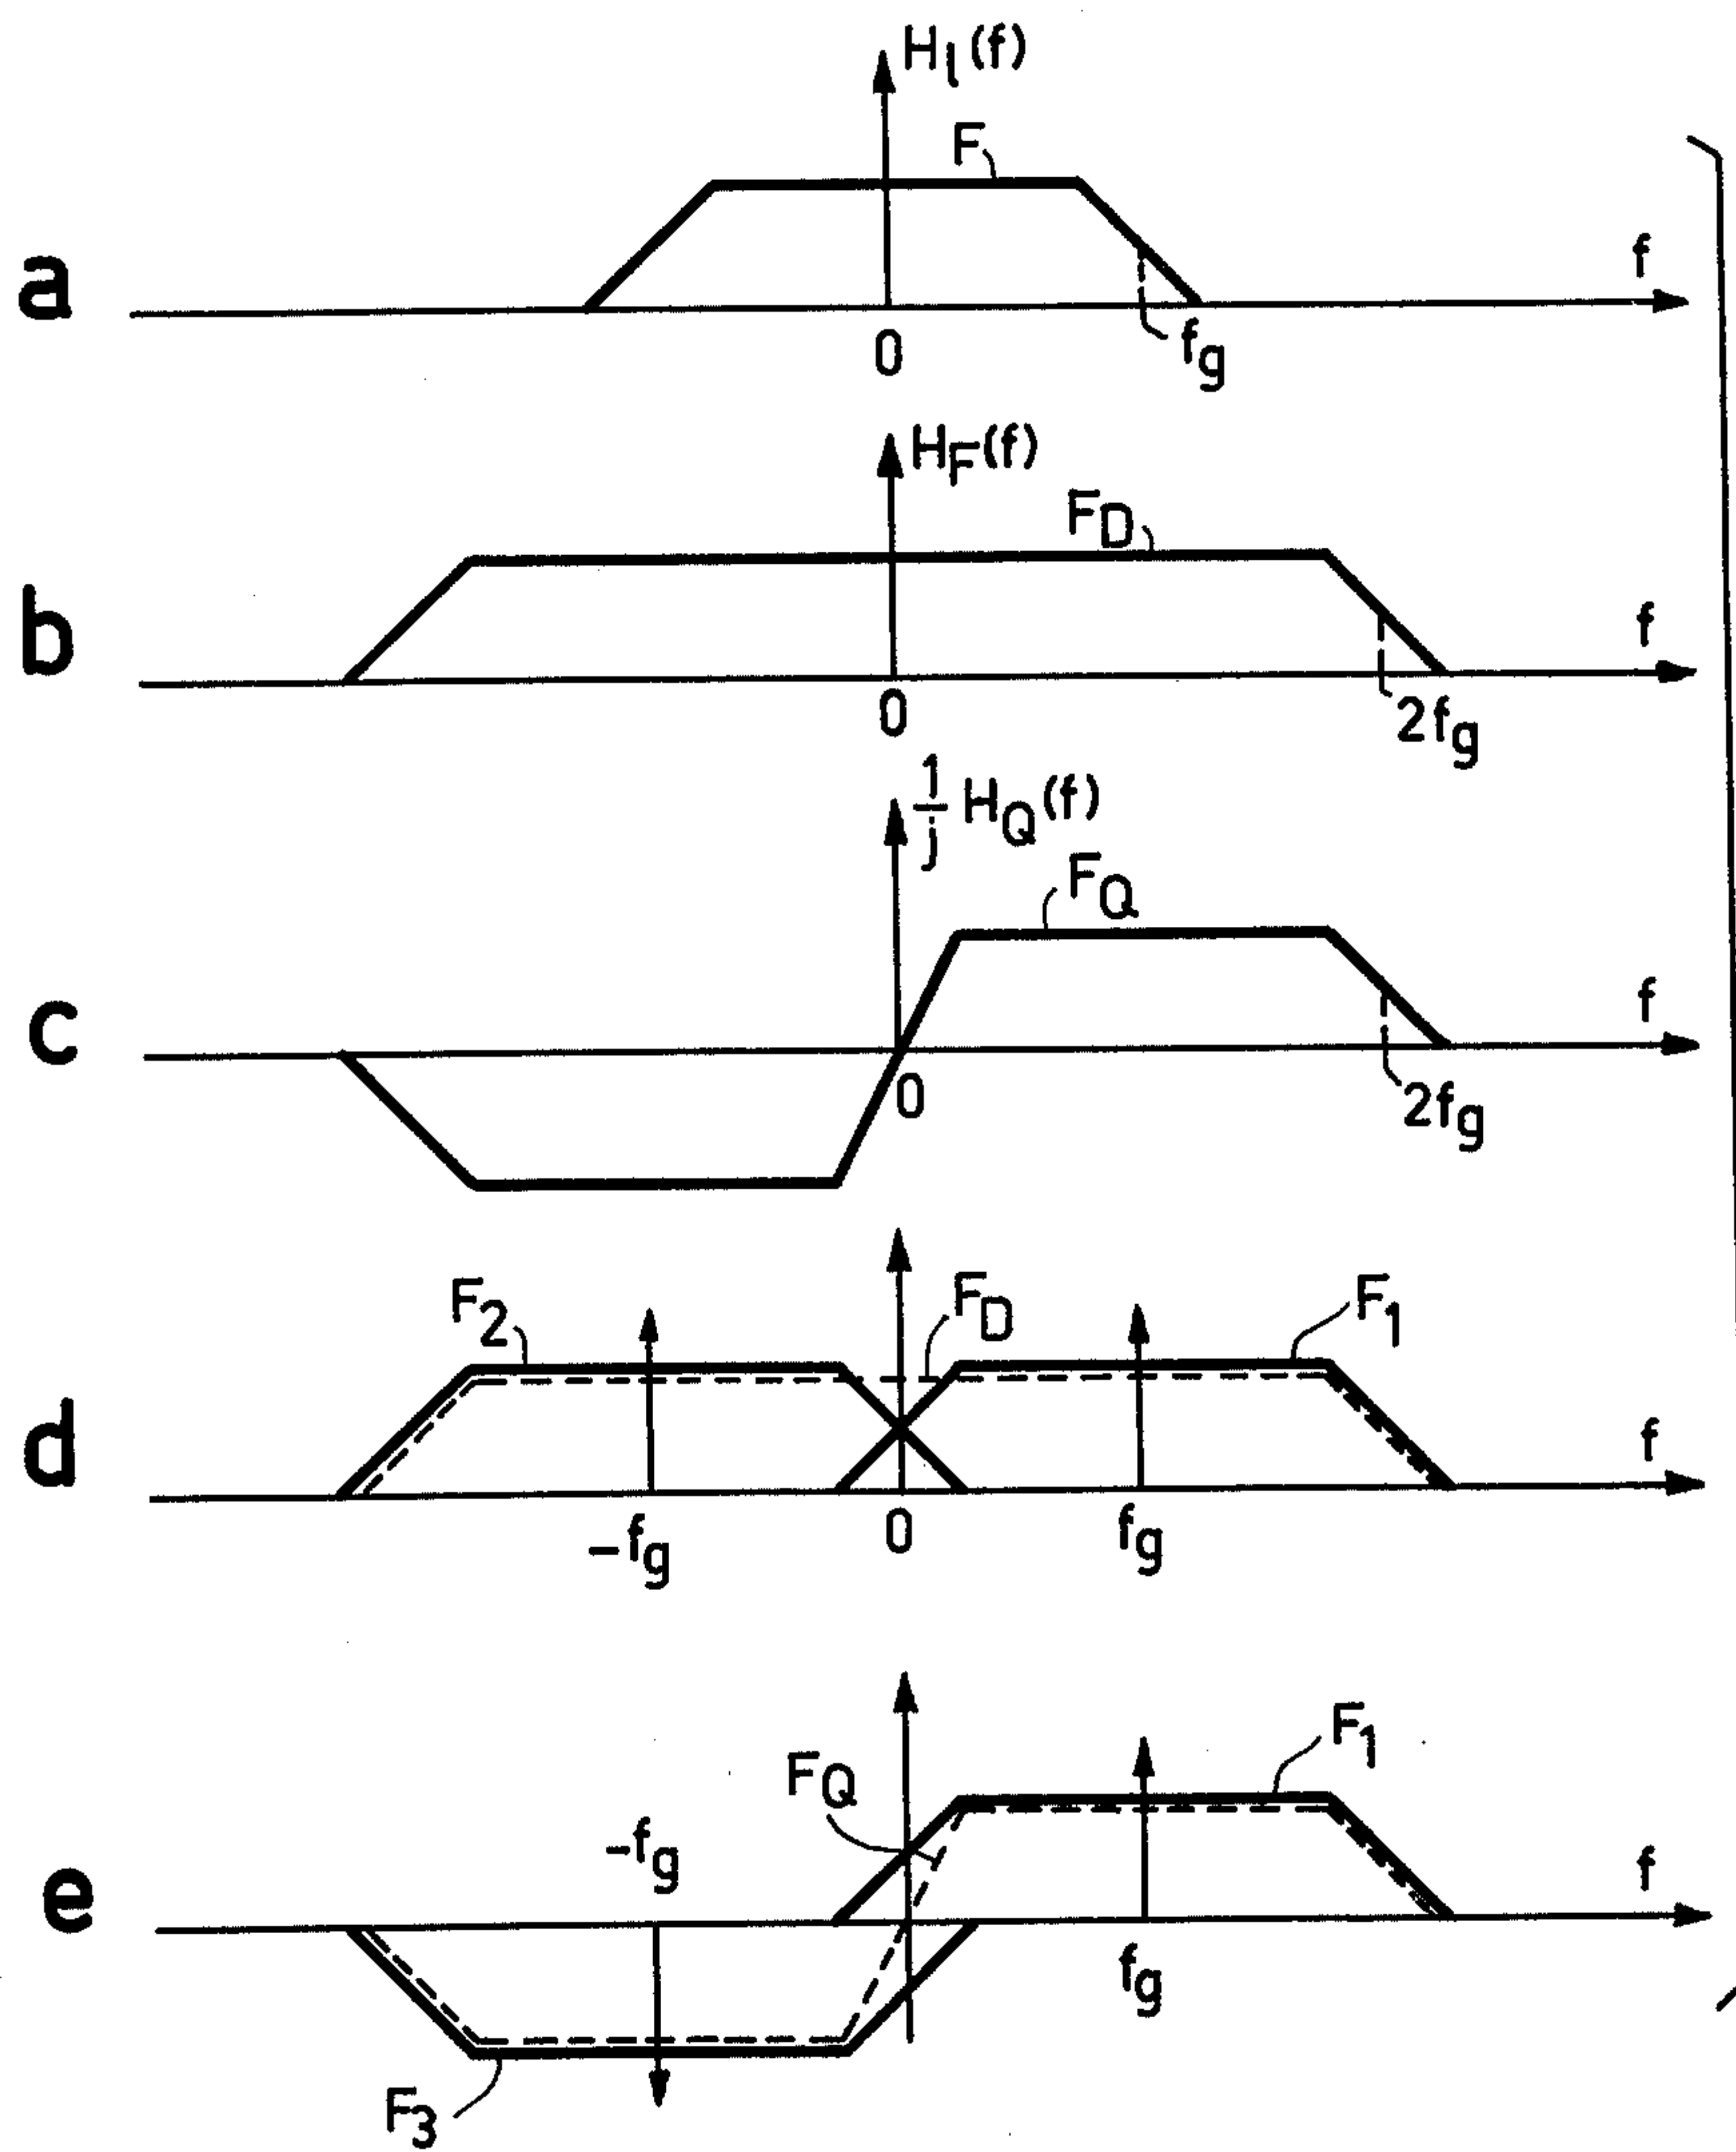 H_l(f)
F
f
a
0
f_g
H_F(f)
F_D
f
b
0
2f_g
1/j H_Q(f)
F_Q
f
c
0
2f_g
F_2
F_D
F_1
f
d
-f_g
0
f_g
F_1
F_Q
-f_g
f
e
f_g
F_3